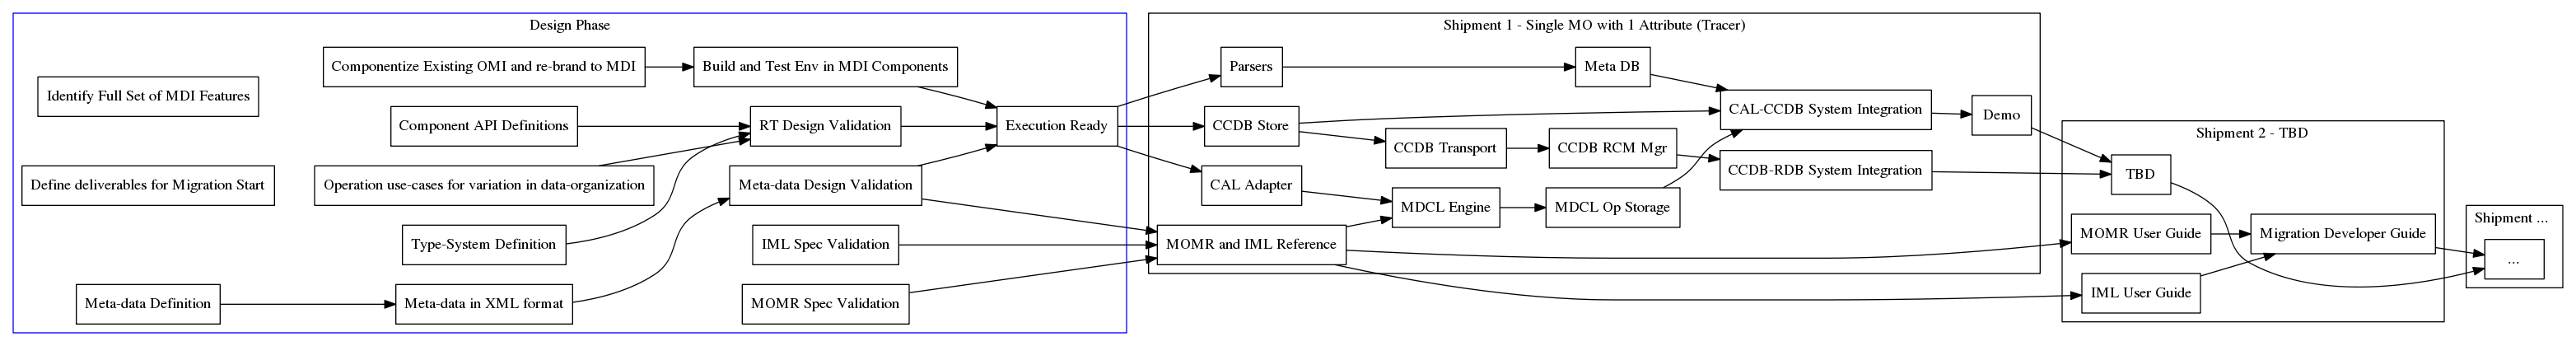 Design Phase
Identify Full Set of MDI Features
Define deliverables for Migration Start
Componentize Existing OMI and re-brand to MDI
Build and Test Env in MDI Components
Component API Definitions
RT Design Validation
Execution Ready
Operation use-cases for variation in data-organization
Meta-data Design Validation
Type-System Definition
IML Spec Validation
Meta-data Definition
Meta-data in XML format
MOMR Spec Validation
Shipment 1 - Single MO with 1 Attribute (Tracer)
Parsers
Meta DB
CCDB Store
CAL-CCDB System Integration
Demo
CCDB Transport
CCDB RCM Mgr
CCDB-RDB System Integration
CAL Adapter
MDCL Engine
MDCL Op Storage
MOMR and IML Reference
Shipment 2 - TBD
TBD
MOMR User Guide
Migration Developer Guide
IML User Guide
Shipment ...
...